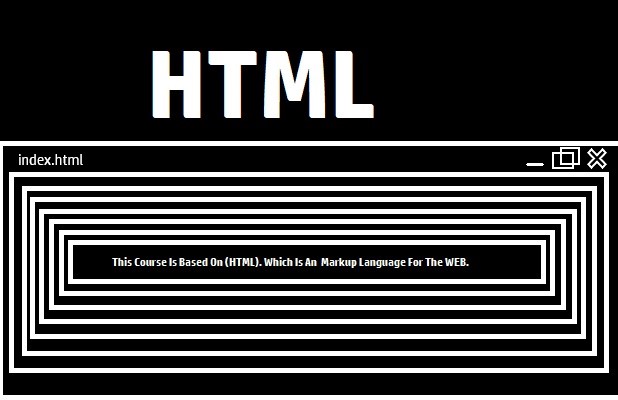 HTML
index.html
This Course Is Based On (HTML). Which Is An Markup Language For The WEB.